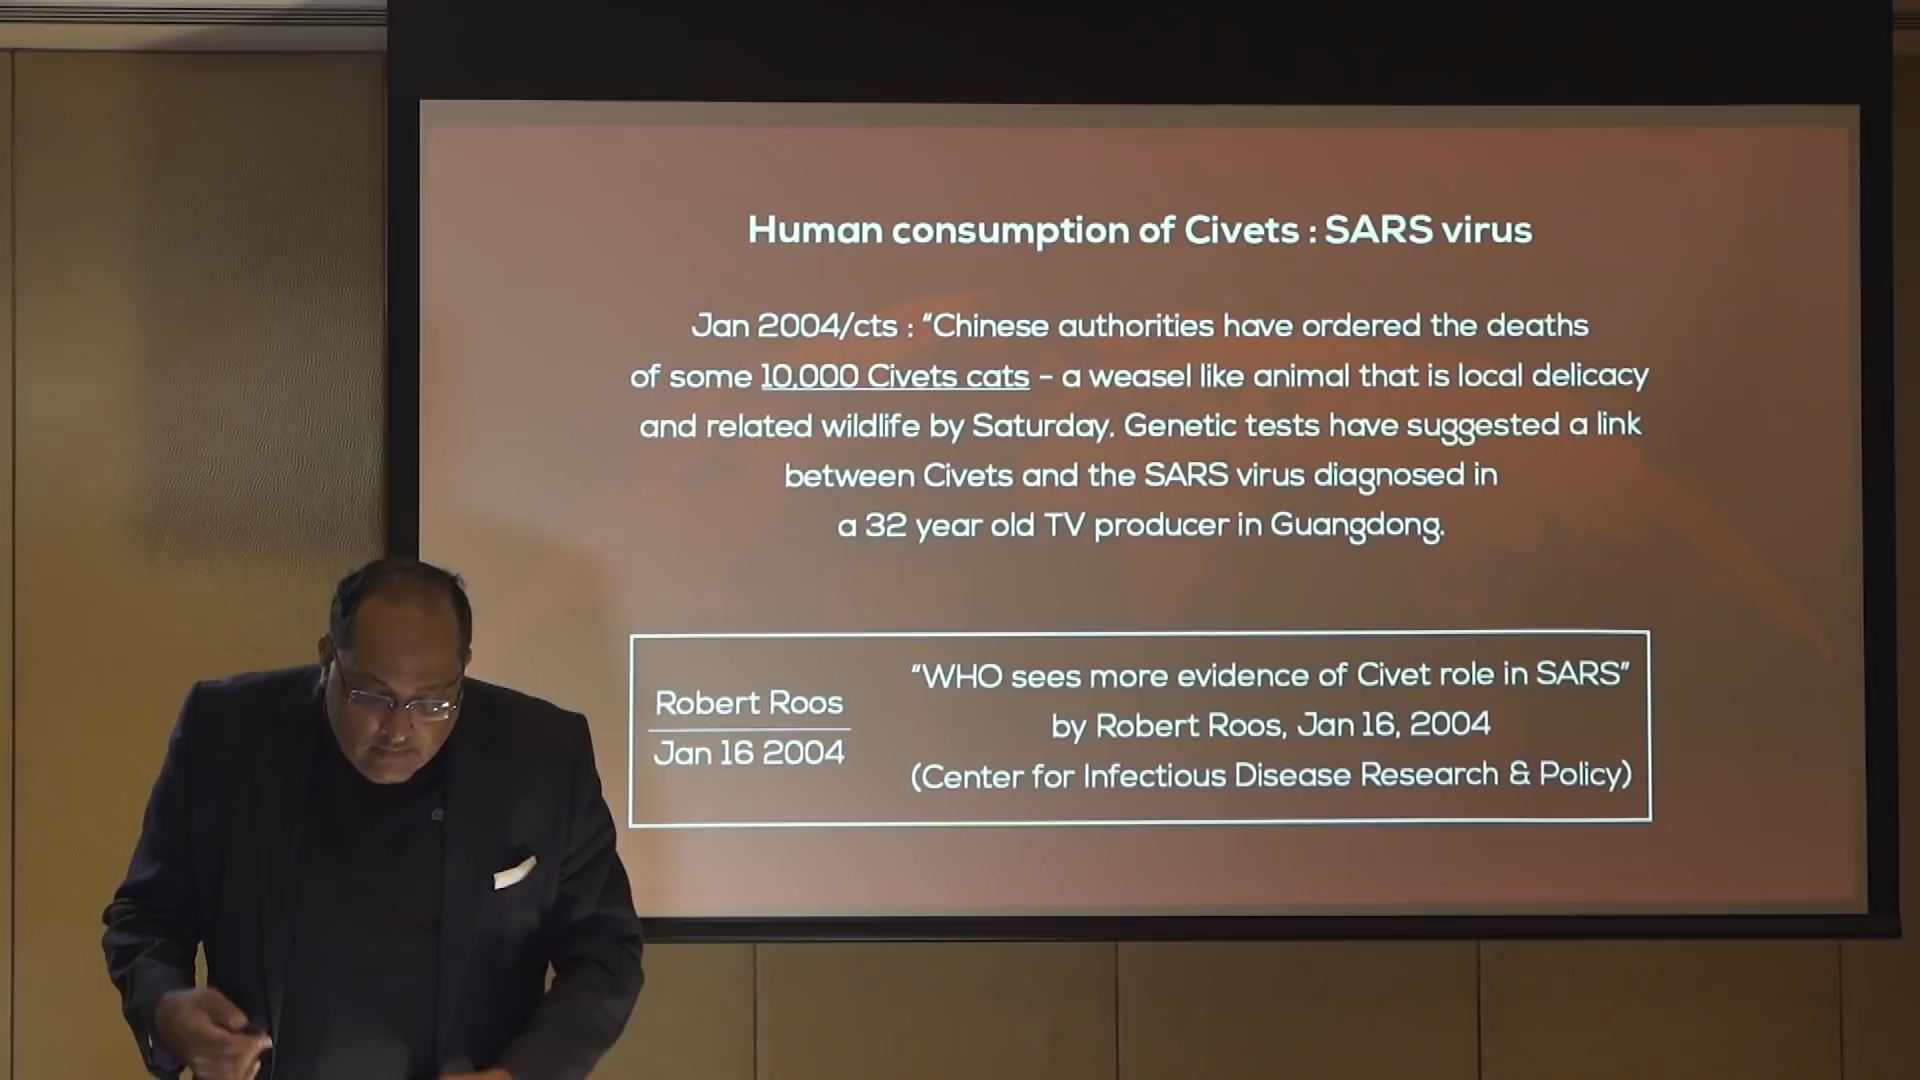 Human consumption of Civets : SARS virus
Jan 2004/cts : “Chinese authorities have ordered the deaths
of some 10,000 Civets cats - a weasel like animal that is local delicacy
and related wildlife by Saturday. Genetic tests have suggested a link
between Civets and the SARS virus diagnosed in
a 32 year old TV producer in Guangdong.
Robert Roos
Jan 16 2004
“WHO sees more evidence of Civet role in SARS”
by Robert Roos, Jan 16, 2004
(Center for Infectious Disease Research & Policy)